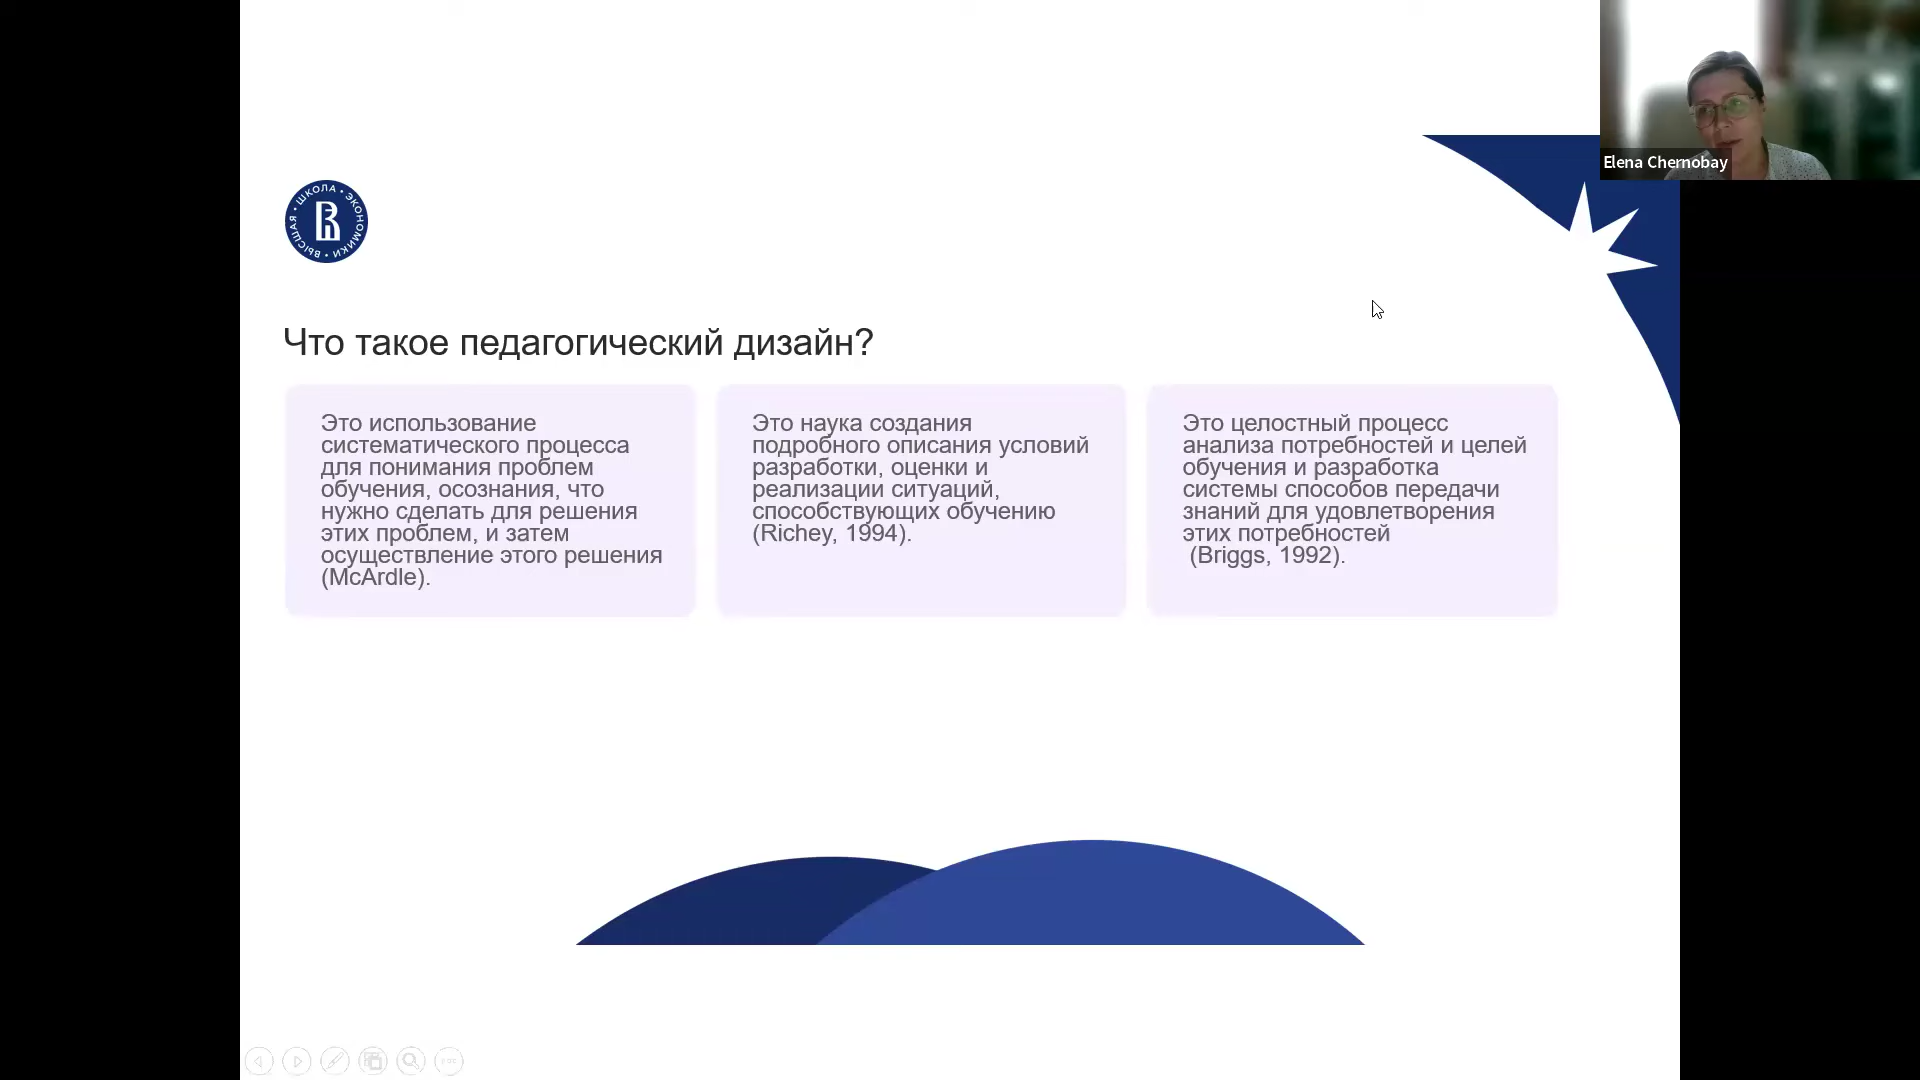 Elena Chernobay
ВЫСШАЯ • ШКОЛА • ЭКОНОМИКИ •
Что такое педагогический дизайн?
Это использование
систематического процесса
для понимания проблем
обучения, осознания, что
нужно сделать для решения
этих проблем, и затем
осуществление этого решения
(McArdle).
Это наука создания
подробного описания условий
разработки, оценки и
реализации ситуаций,
способствующих обучению
(Richey, 1994).
Это целостный процесс
анализа потребностей и целей
обучения и разработка
системы способов передачи
знаний для удовлетворения
этих потребностей
(Briggs, 1992).